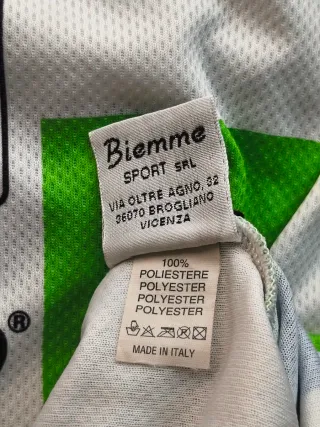 Biemme
SPORT SRL
VIA OLTRE AGNO, 32
36070 BROGLIANO
VICENZA
100%
POLIESTERE
POLYESTER
POLYESTER
POLYESTER
MADE IN ITALY
®